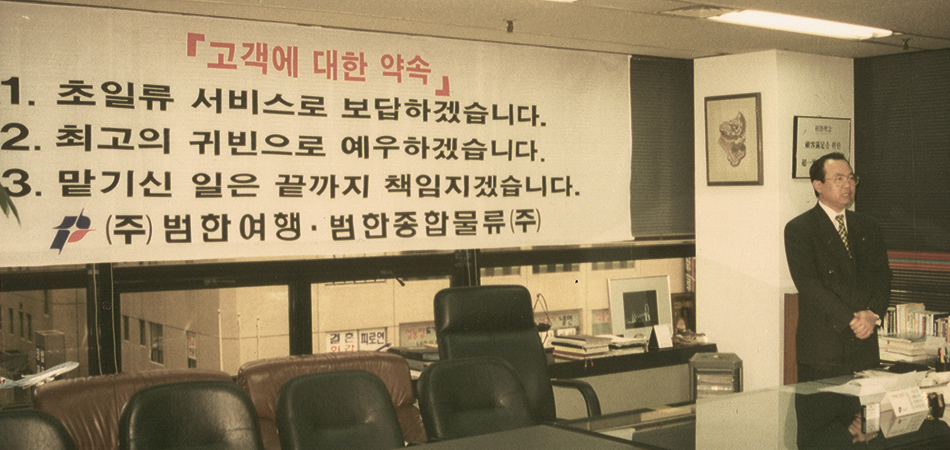 『고객에 대한 약속』
1. 초일류 서비스로 보답하겠습니다.
2. 최고의 귀빈으로 예우하겠습니다.
3. 맡기신 일은 끝까지 책임지겠습니다.
(주)범한여행·범한종합물류(주)
결혼 피로연